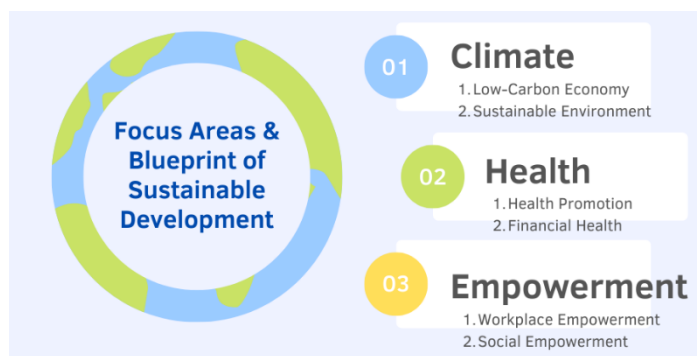 Focus Areas &
Blueprint of
Sustainable
Development
01
Climate
1. Low-Carbon Economy
2. Sustainable Environment
02
Health
1. Health Promotion
2. Financial Health
03
Empowerment
1. Workplace Empowerment
2. Social Empowerment